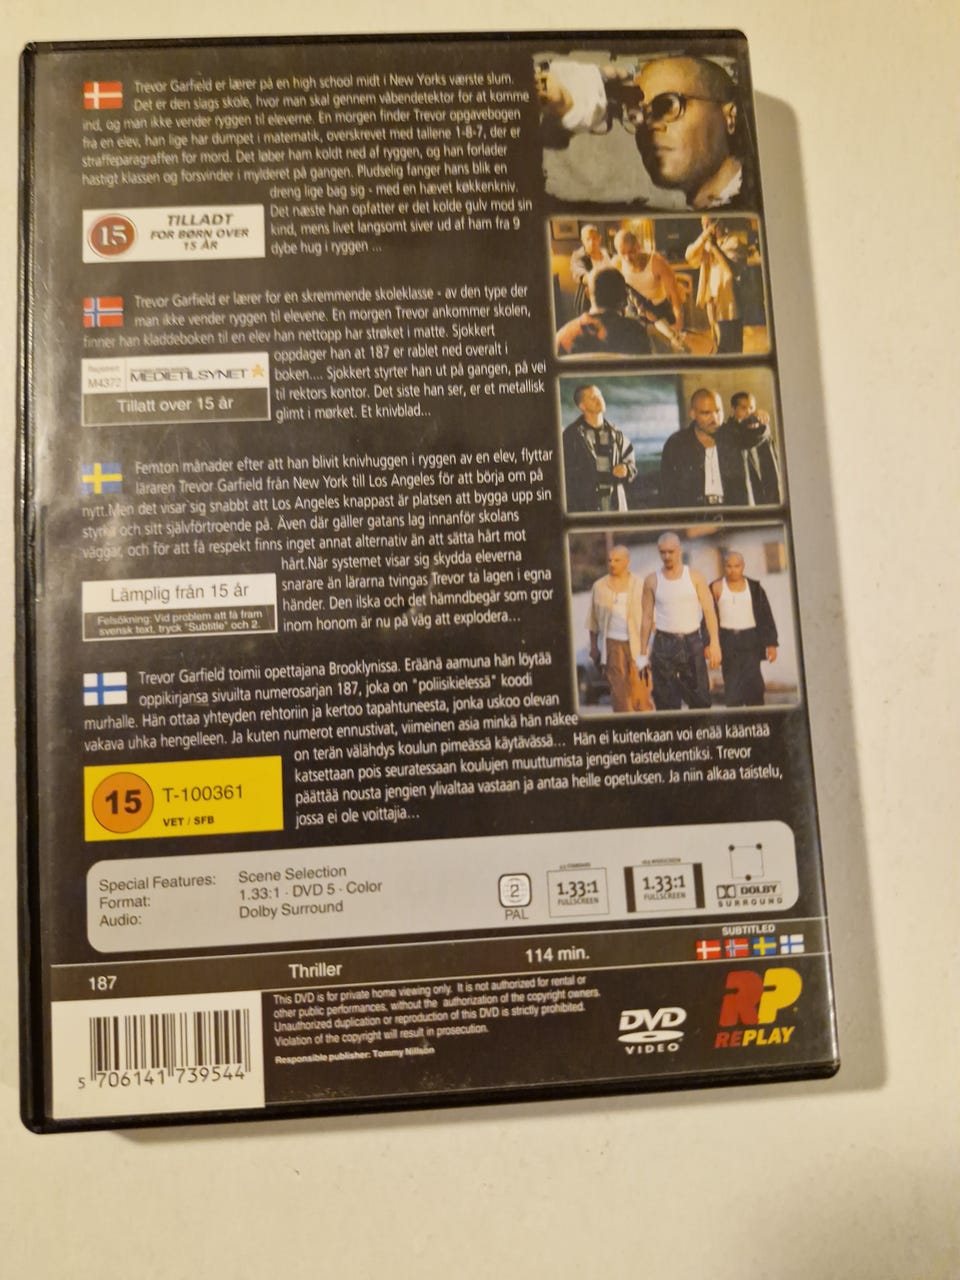 Trevor Garfield er lærer på en high school midt i New Yorks værste slum.
Det er den slags skole, hvor man skal gennem våbendetektor for at komme
ind, og man ikke vender ryggen til eleverne. En morgen finder Trevor opgavebogen
fra en elev, han lige har dumpet i matematik, overskrevet med tallene 1-8-7, der er
straffeparagraffen for mord. Det løber ham koldt ned af ryggen, og han forlader
hastigt klassen og forsvinder i mylderet på gangen. Pludselig fanger hans blik en
dreng lige bag sig - med en hævet køkkenkniv.
Det næste han opfatter er det kolde gulv mod sin
kind, mens livet langsomt siver ud af ham fra 9
dybe hug i ryggen ...
15
TILLADT
FOR BØRN OVER
15 ÅR
Trevor Garfield er lærer for en skremmende skoleklasse - av den type der
man ikke vender ryggen til elevene. En morgen Trevor ankommer skolen,
finner han kladdeboken til en elev han nettopp har strøket i matte. Sjokkert
oppdager han at 187 er rablet ned overalt i
boken.... Sjokkert styrter han ut på gangen, på vei
til rektors kontor. Det siste han ser, er et metallisk
glimt i mørket. Et knivblad...
M4372
MEDIETILSYNET
Tillatt over 15 år
Femton månader efter att han blivit knivhuggen i ryggen av en elev, flyttar
läraren Trevor Garfield från New York till Los Angeles för att börja om på
nytt.Men det visar sig snabbt att Los Angeles knappast är platsen att bygga upp sin
styrka och sitt självförtroende på. Även där gäller gatans lag innanför skolans
väggar, och för att få respekt finns inget annat alternativ än att sätta hårt mot
hårt.När systemet visar sig skydda eleverna
snarare än lärarna tvingas Trevor ta lagen i egna
händer. Den ilska och det hämndbegär som gror
inom honom är nu på väg att explodera...
Lämplig från 15 år
Felsökning: Vid problem att få fram
svensk text, tryck "Subtitle" och 2.
Trevor Garfield toimii opettajana Brooklynissa. Eräänä aamuna hän löytää
oppikirjansa sivuilta numerosarjan 187, joka on "poliisikielessä" koodi
murhalle. Hän ottaa yhteyden rehtoriin ja kertoo tapahtuneesta, jonka uskoo olevan
vakava uhka hengelleen. Ja kuten numerot ennustivat, viimeinen asia minkä hän näkee
on terän välähdys koulun pimeässä käytävässä... Hän ei kuitenkaan voi enää kääntää
katsettaan pois seuratessaan koulujen muuttumista jengien taistelukentiksi. Trevor
päättää nousta jengien ylivaltaa vastaan ja antaa heille opetuksen. Ja niin alkaa taistelu,
jossa ei ole voittajia...
15
T-100361
VET / SFB
Special Features: Scene Selection
Format: 1.33:1 · DVD 5 · Color
Audio: Dolby Surround
2
PAL
1.33:1
FULLSCREEN
1.33:1
FULLSCREEN
DOLBY
SURROUND
SUBTITLED
187 Thriller 114 min.
This DVD is for private home viewing only. It is not authorized for rental or
other public performances, without the authorization of the copyright owners.
Unauthorized duplication or reproduction of this DVD is strictly prohibited.
Violation of the copyright will result in prosecution.
Responsible publisher: Tommy Nillson
DVD
VIDEO
RP
REPLAY
5 706141 739544